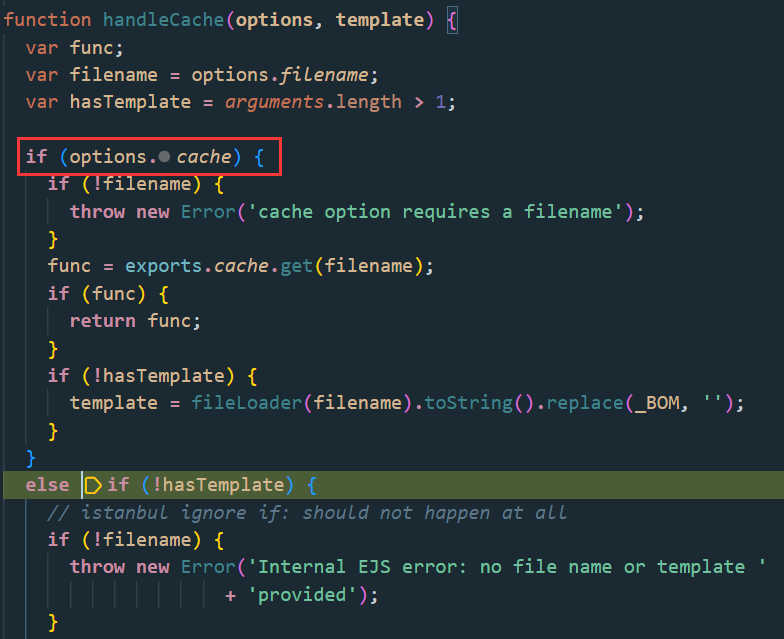 function handleCache(options, template) {
  var func;
  var filename = options.filename;
  var hasTemplate = arguments.length > 1;

  if (options. cache) {
    if (!filename) {
      throw new Error('cache option requires a filename');
    }
    func = exports.cache.get(filename);
    if (func) {
      return func;
    }
    if (!hasTemplate) {
      template = fileLoader(filename).toString().replace(_BOM, '');
    }
  }
  else if (!hasTemplate) {
    // istanbul ignore if: should not happen at all
    if (!filename) {
      throw new Error('Internal EJS error: no file name or template '
                    + 'provided');
    }